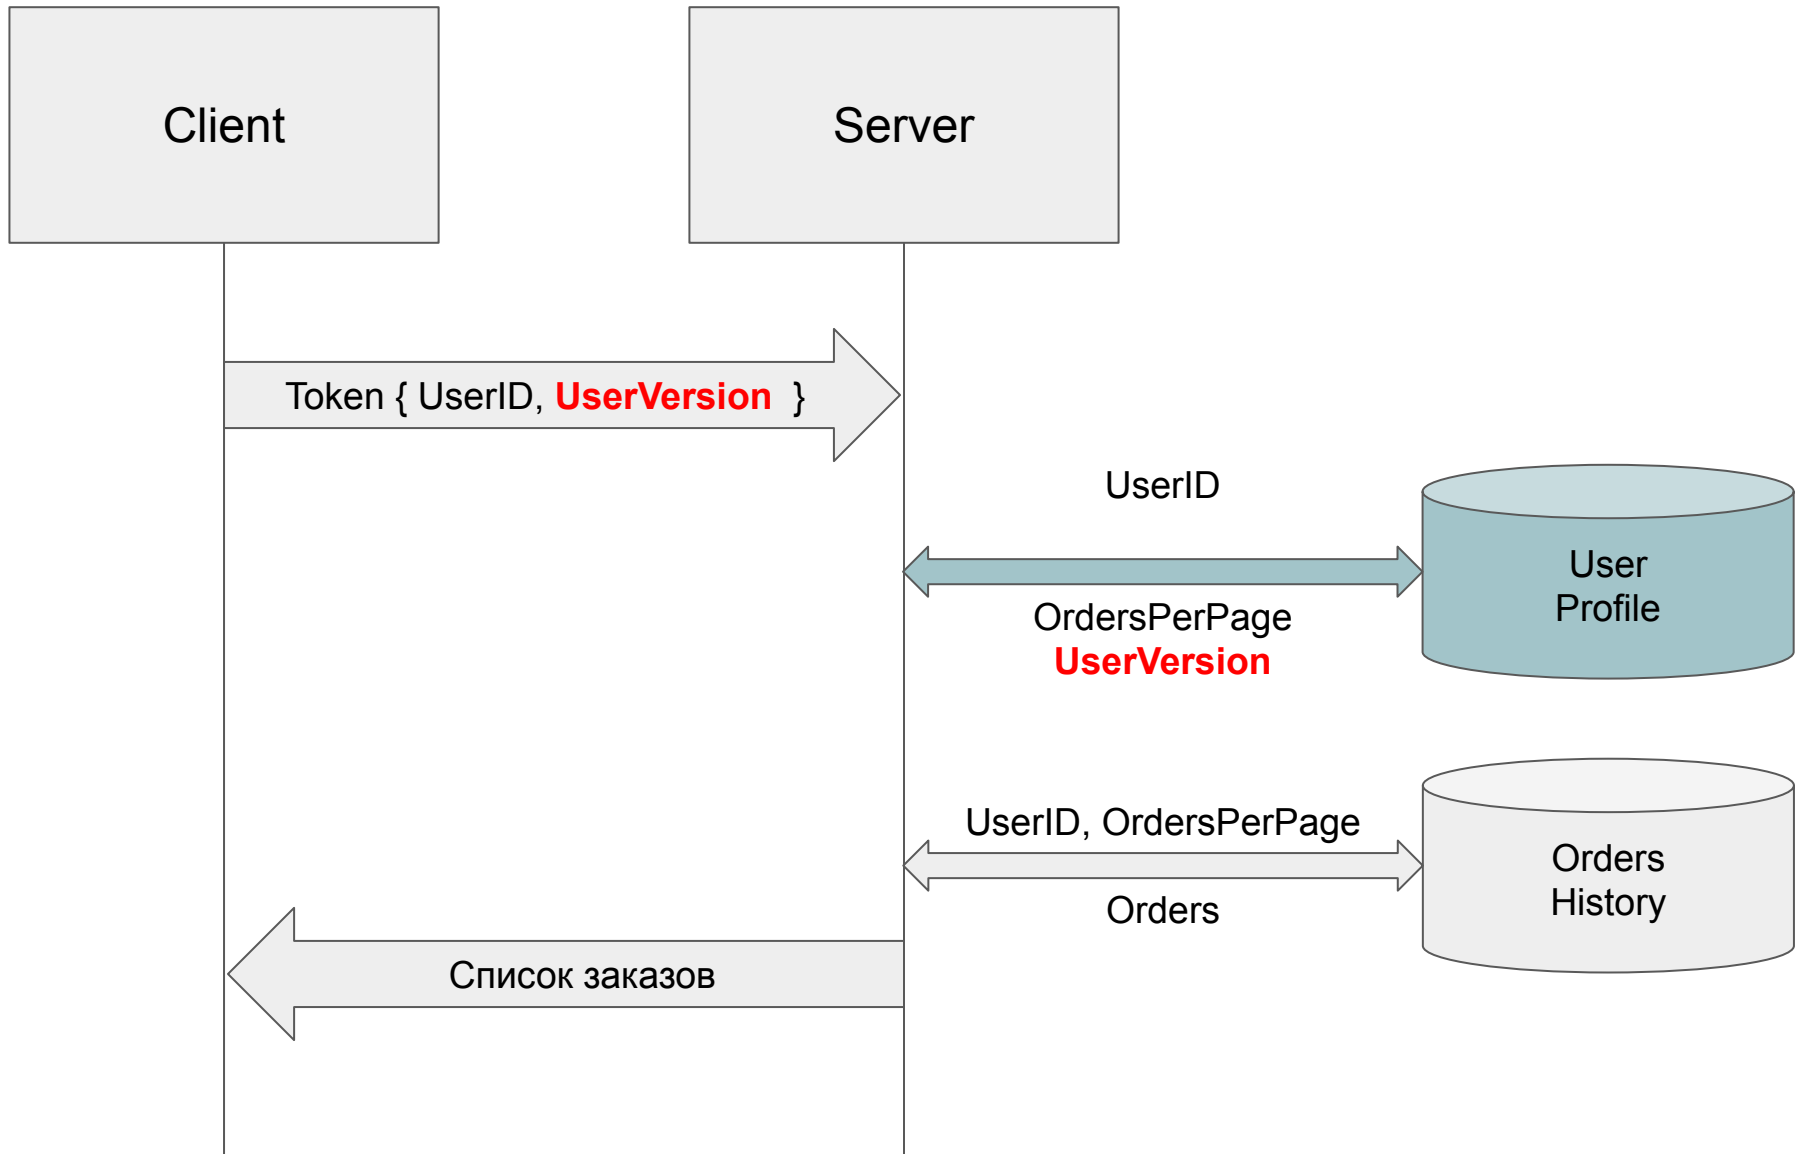 Client
Server
Token { UserID, UserVersion }
UserID
OrdersPerPage
UserVersion
User
Profile
UserID, OrdersPerPage
Orders
Orders
History
Список заказов